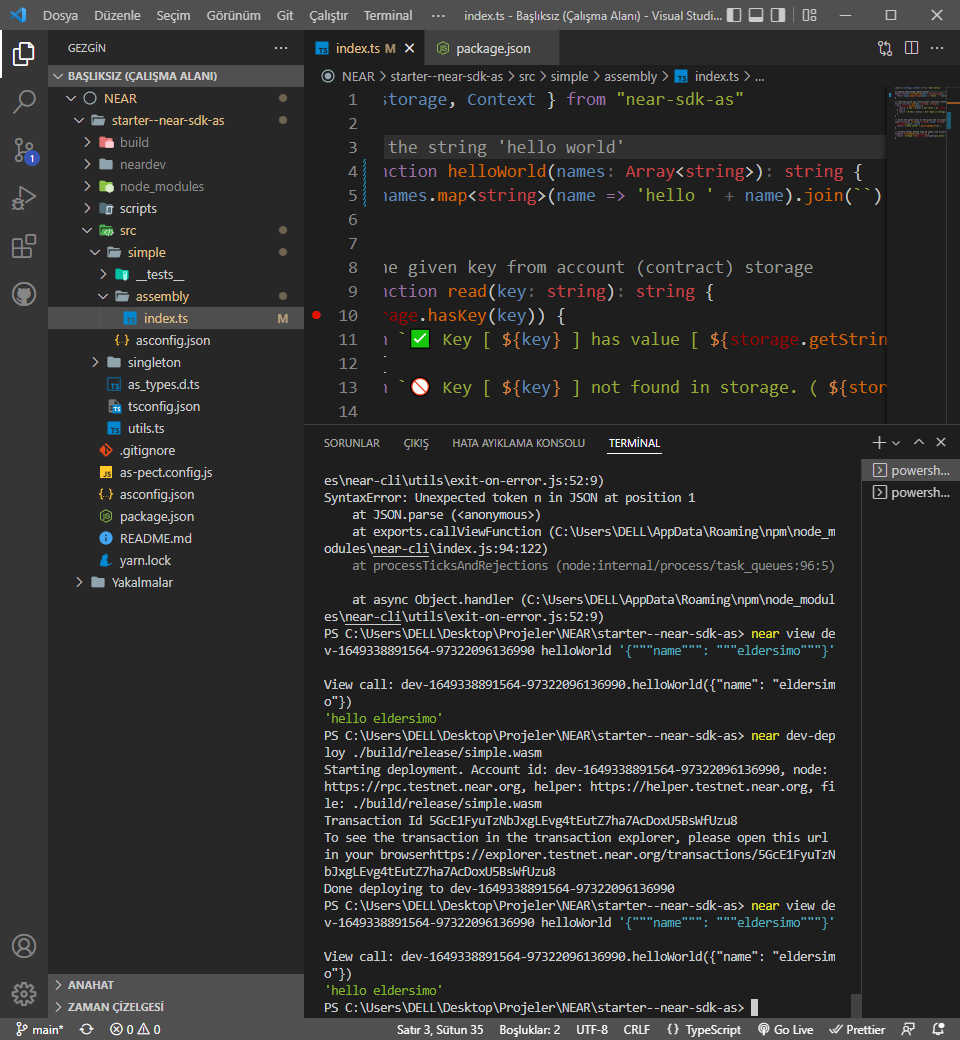 Dosya Düzenle Seçim Görünüm Git Çalıştır Terminal ··· index.ts - Başlıksız (Çalışma Alanı) - Visual Studi...
GEZGİN ···
BAŞLIKSIZ (ÇALIŞMA ALANI)
NEAR
starter--near-sdk-as
build
neardev
node_modules
scripts
src
simple
__tests__
assembly
index.ts M
asconfig.json
singleton
as_types.d.ts
tsconfig.json
utils.ts
.gitignore
as-pect.config.js
asconfig.json
package.json
README.md
yarn.lock
Yakalmalar
ANAHAT
ZAMAN ÇİZELGESİ
1
index.ts M package.json
NEAR > starter--near-sdk-as > src > simple > assembly > index.ts > ...
1 storage, Context } from "near-sdk-as"
2
3 the string 'hello world'
4 nction helloWorld(names: Array<string>): string {
5 names.map<string>(name => 'hello ' + name).join(``)
6
7
8 he given key from account (contract) storage
9 nction read(key: string): string {
10 rage.hasKey(key)) {
11 n `✅ Key [ ${key} ] has value [ ${storage.getStrin
12
13 n `🚫 Key [ ${key} ] not found in storage. ( ${stor
14
SORUNLAR ÇIKIŞ HATA AYIKLAMA KONSOLU TERMİNAL
powersh...
powersh...
es\near-cli\utils\exit-on-error.js:52:9)
SyntaxError: Unexpected token n in JSON at position 1
at JSON.parse (<anonymous>)
at exports.callViewFunction (C:\Users\DELL\AppData\Roaming\npm\node_m
odules\near-cli\index.js:94:122)
at processTicksAndRejections (node:internal/process/task_queues:96:5)
at async Object.handler (C:\Users\DELL\AppData\Roaming\npm\node_modul
es\near-cli\utils\exit-on-error.js:52:9)
PS C:\Users\DELL\Desktop\Projeler\NEAR\starter--near-sdk-as> near view de
v-1649338891564-97322096136990 helloWorld '{"""name""": """eldersimo"""}'
View call: dev-1649338891564-97322096136990.helloWorld({"name": "eldersim
o"})
'hello eldersimo'
PS C:\Users\DELL\Desktop\Projeler\NEAR\starter--near-sdk-as> near dev-dep
loy ./build/release/simple.wasm
Starting deployment. Account id: dev-1649338891564-97322096136990, node:
https://rpc.testnet.near.org, helper: https://helper.testnet.near.org, fi
le: ./build/release/simple.wasm
Transaction Id 5GcE1FyuTzNbJxgLEvg4tEutZ7ha7AcDoxU5BsWfUzu8
To see the transaction in the transaction explorer, please open this url
in your browserhttps://explorer.testnet.near.org/transactions/5GcE1FyuTzN
bJxgLEvg4tEutZ7ha7AcDoxU5BsWfUzu8
Done deploying to dev-1649338891564-97322096136990
PS C:\Users\DELL\Desktop\Projeler\NEAR\starter--near-sdk-as> near view de
v-1649338891564-97322096136990 helloWorld '{"""name""": """eldersimo"""}'
View call: dev-1649338891564-97322096136990.helloWorld({"name": "eldersim
o"})
'hello eldersimo'
PS C:\Users\DELL\Desktop\Projeler\NEAR\starter--near-sdk-as>
main* 0 0 Satır 3, Sütun 35 Boşluklar: 2 UTF-8 CRLF {} TypeScript Go Live Prettier